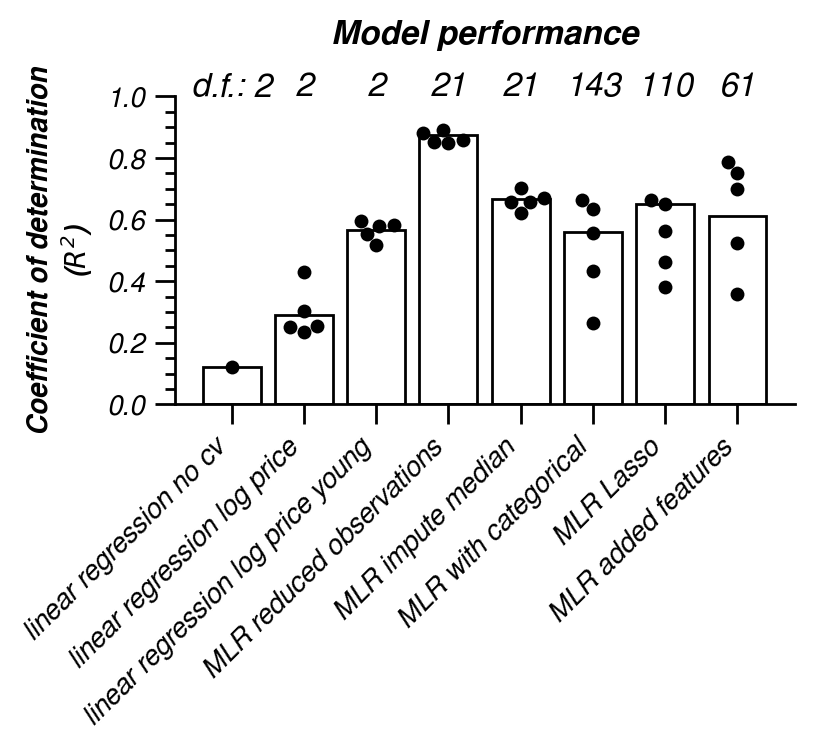 Model performance
d.f.: 2 2 2 21 21 143 110 61
Coefficient of determination
(R²)
1.0
0.8
0.6
0.4
0.2
0.0
linear regression no cv
linear regression log price
linear regression log price young
MLR reduced observations
MLR impute median
MLR with categorical
MLR Lasso
MLR added features